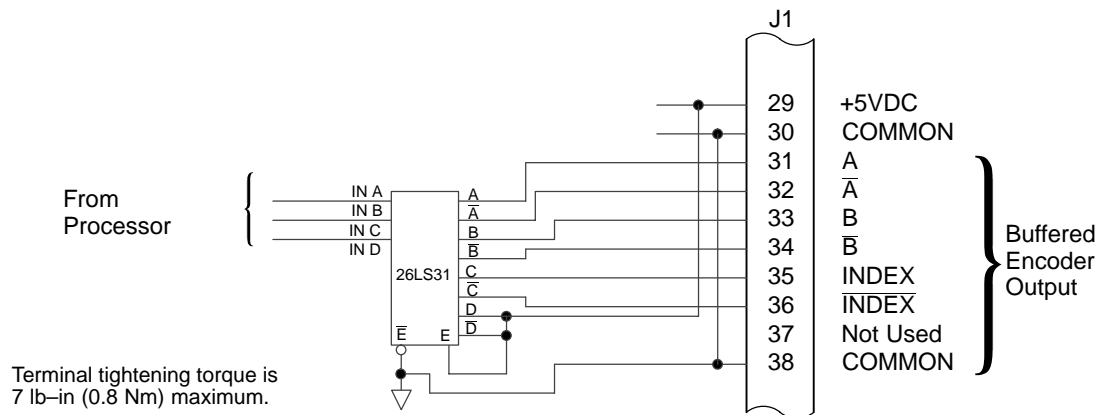 J1
29 +5VDC
30 COMMON
31 A
32 A̅
33 B
34 B̅
35 INDEX
36 I̅N̅D̅E̅X̅
37 Not Used
38 COMMON
From
Processor
IN A
IN B
IN C
IN D
26LS31
A
A̅
B
B̅
C
C̅
D
D̅
E̅
E
Buffered
Encoder
Output
Terminal tightening torque is
7 lb–in (0.8 Nm) maximum.